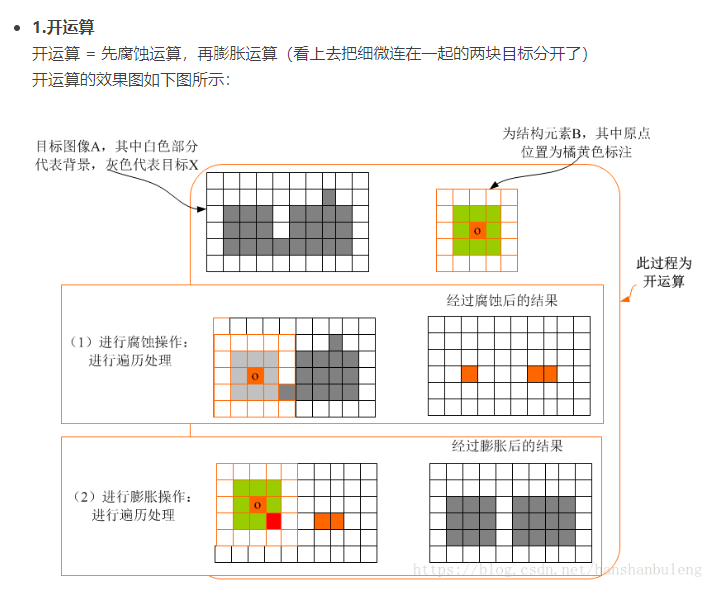 1.开运算
开运算 = 先腐蚀运算，再膨胀运算（看上去把细微连在一起的两块目标分开了）
开运算的效果图如下图所示：
目标图像A，其中白色部分
代表背景，灰色代表目标X
为结构元素B，其中原点
位置为橘黄色标注
o
此过程为
开运算
（1）进行腐蚀操作：
进行遍历处理
o
经过腐蚀后的结果
（2）进行膨胀操作：
进行遍历处理
o
经过膨胀后的结果
https://blog.csdn.net/hanshanbuleng